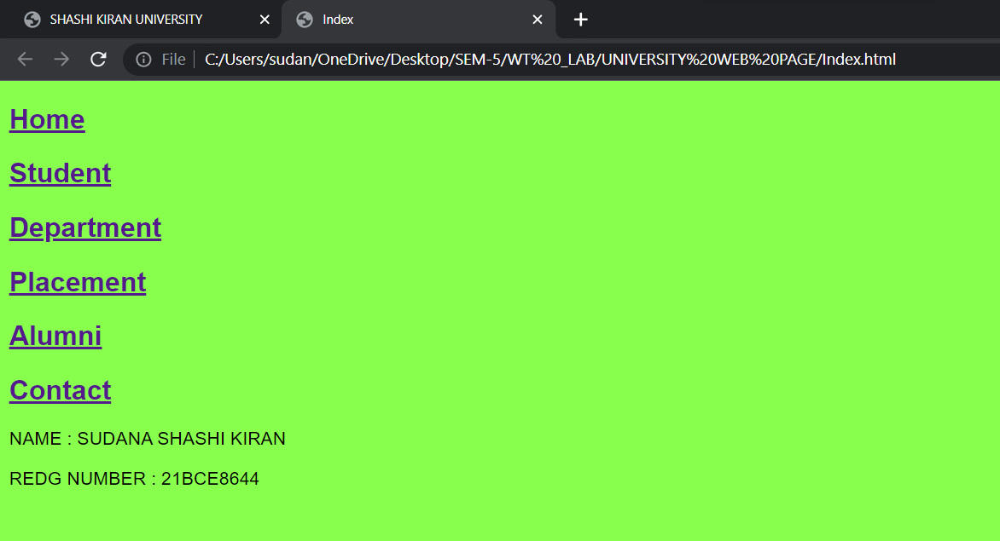 SHASHI KIRAN UNIVERSITY
Index
File
C:/Users/sudan/OneDrive/Desktop/SEM-5/WT%20_LAB/UNIVERSITY%20WEB%20PAGE/Index.html
Home
Student
Department
Placement
Alumni
Contact
NAME : SUDANA SHASHI KIRAN
REDG NUMBER : 21BCE8644